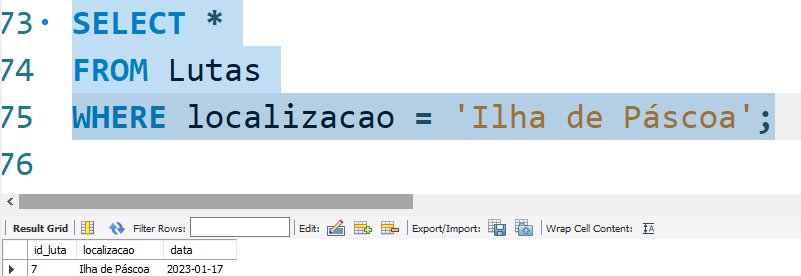 73 SELECT *
74 FROM Lutas
75 WHERE localizacao = 'Ilha de Páscoa';
76
Result Grid Filter Rows: Edit: Export/Import: Wrap Cell Content:
id_luta localizacao data
7 Ilha de Páscoa 2023-01-17